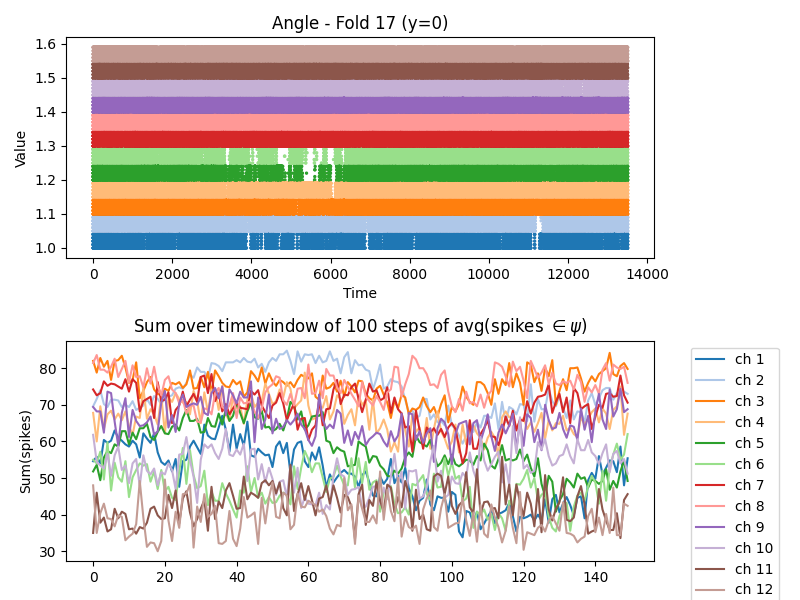 Angle - Fold 17 (y=0)
Value
1.6
1.5
1.4
1.3
1.2
1.1
1.0
0 2000 4000 6000 8000 10000 12000 14000
Time
Sum over timewindow of 100 steps of avg(spikes ∈ ψ)
Sum(spikes)
80
70
60
50
40
30
0 20 40 60 80 100 120 140
ch 1
ch 2
ch 3
ch 4
ch 5
ch 6
ch 7
ch 8
ch 9
ch 10
ch 11
ch 12